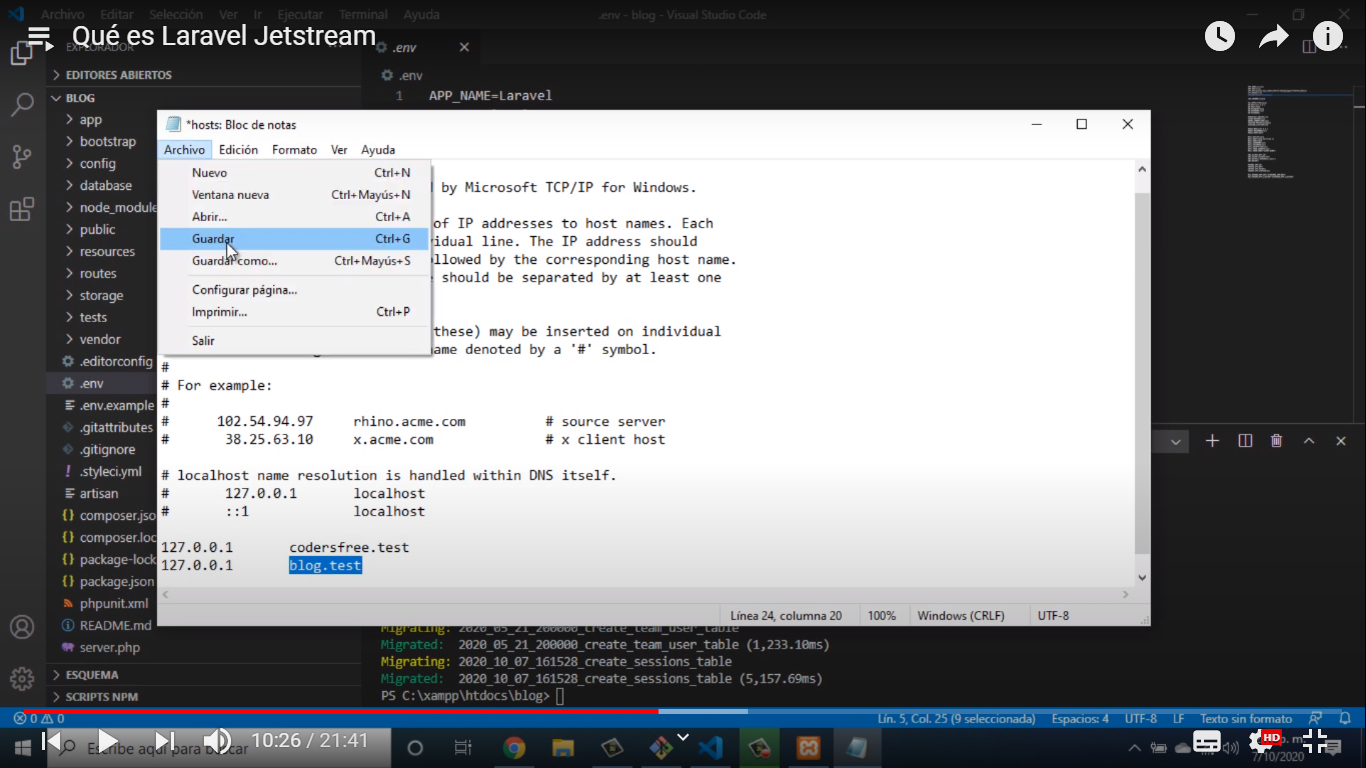 Archivo Editar Selección Ver Ir Ejecutar Terminal Ayuda
.env - blog - Visual Studio Code
Qué es Laravel Jetstream
EXPLORADOR
.env
EDITORES ABIERTOS
.env
BLOG
1 APP_NAME=Laravel
app
bootstrap
config
database
node_module
public
resources
routes
storage
tests
vendor
.editorconfig
.env
.env.example
.gitattributes
.gitignore
.styleci.yml
artisan
composer.jso
composer.loc
package-lock
package.json
phpunit.xml
README.md
server.php
ESQUEMA
SCRIPTS NPM
*hosts: Bloc de notas
Archivo Edición Formato Ver Ayuda
Nuevo Ctrl+N
Ventana nueva Ctrl+Mayús+N
Abrir... Ctrl+A
Guardar Ctrl+G
Guardar como... Ctrl+Mayús+S
Configurar página...
Imprimir... Ctrl+P
Salir
by Microsoft TCP/IP for Windows.
of IP addresses to host names. Each
idual line. The IP address should
llowed by the corresponding host name.
should be separated by at least one
these) may be inserted on individual
ame denoted by a '#' symbol.
#
# For example:
#
# 102.54.94.97 rhino.acme.com # source server
# 38.25.63.10 x.acme.com # x client host
# localhost name resolution is handled within DNS itself.
# 127.0.0.1 localhost
# ::1 localhost
127.0.0.1 codersfree.test
127.0.0.1 blog.test
Línea 24, columna 20 100% Windows (CRLF) UTF-8
Migrating: 2020_05_21_200000_create_team_user_table
Migrated: 2020_05_21_200000_create_team_user_table (1,233.10ms)
Migrating: 2020_10_07_161528_create_sessions_table
Migrated: 2020_10_07_161528_create_sessions_table (5,157.69ms)
PS C:\xampp\htdocs\blog>
0 0
Lín. 5, Col. 25 (9 seleccionada) Espacios: 4 UTF-8 LF Texto sin formato
Escribe aquí para buscar
10:26 / 21:41
HD
7/10/2020